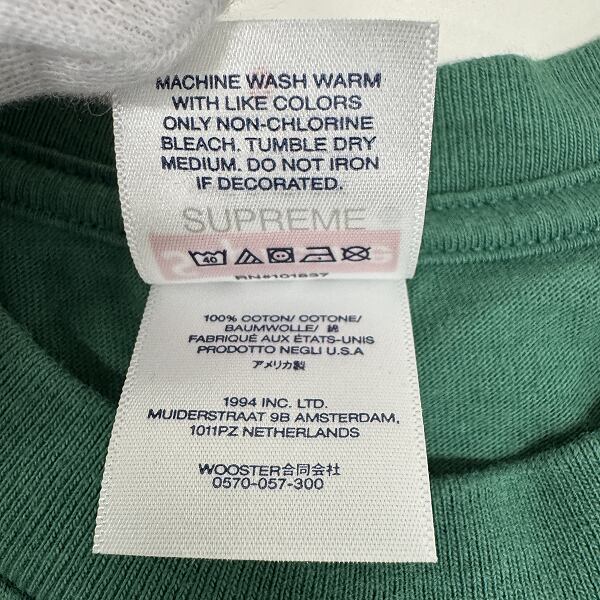 MACHINE WASH WARM
WITH LIKE COLORS
ONLY NON-CHLORINE
BLEACH. TUMBLE DRY
MEDIUM. DO NOT IRON
IF DECORATED.
SUPREME
40
RN#101837
100% COTON/ COTONE/
BAUMWOLLE/ 綿
FABRIQUÉ AUX ÉTATS-UNIS
PRODOTTO NEGLI U.S.A
アメリカ製
1994 INC. LTD.
MUIDERSTRAAT 9B AMSTERDAM,
1011PZ NETHERLANDS
WOOSTER合同会社
0570-057-300